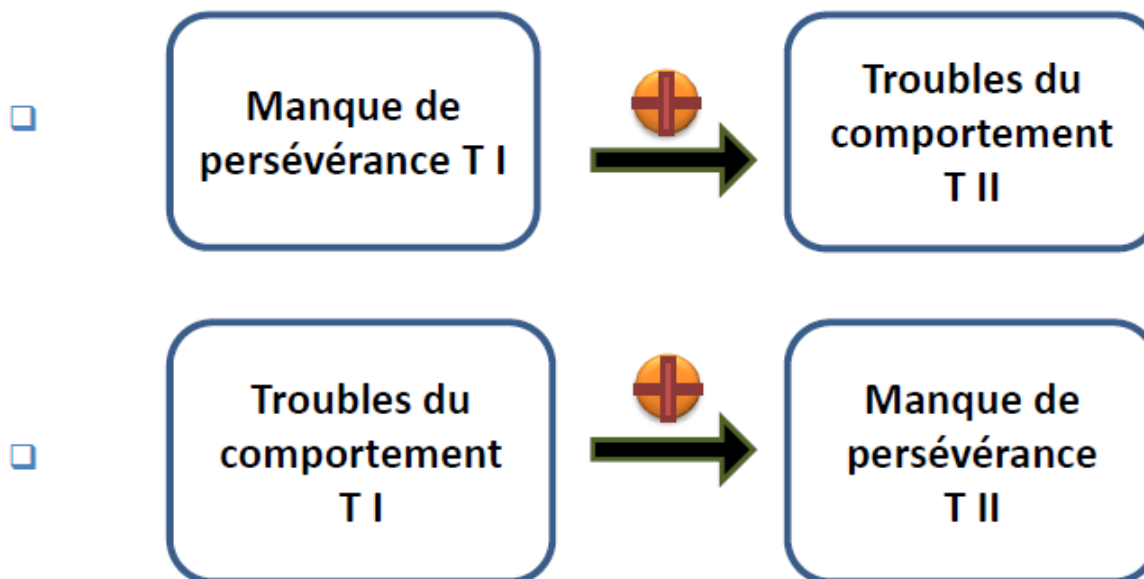 Manque de
persévérance T I
Troubles du
comportement
T II
Troubles du
comportement
T I
Manque de
persévérance
T II